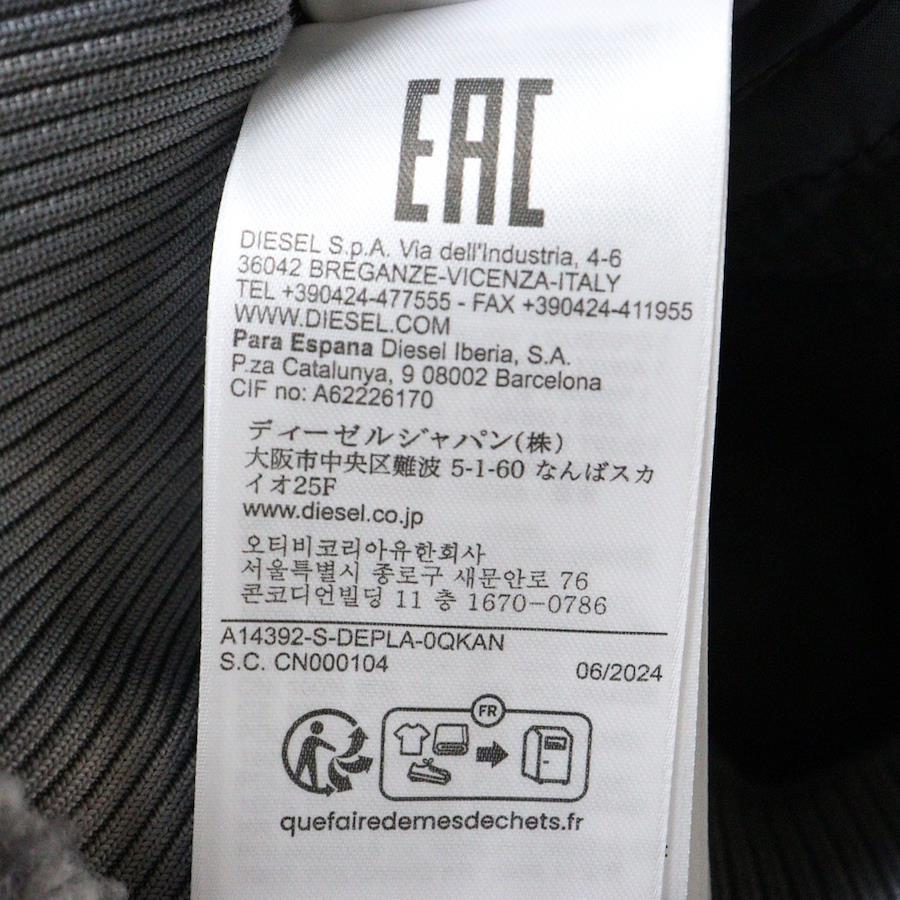 EAC
DIESEL S.p.A. Via dell'Industria, 4-6
36042 BREGANZE-VICENZA-ITALY
TEL +390424-477555 - FAX +390424-411955
WWW.DIESEL.COM
Para Espana Diesel Iberia, S.A.
P.za Catalunya, 9 08002 Barcelona
CIF no: A62226170
ディーゼルジャパン(株)
大阪市中央区難波 5-1-60 なんばスカ
イオ25F
www.diesel.co.jp
오티비코리아유한회사
서울특별시 종로구 새문안로 76
콘코디언빌딩 11 층 1670-0786
A14392-S-DEPLA-0QKAN
S.C. CN000104
06/2024
FR
quefairedemesdechets.fr